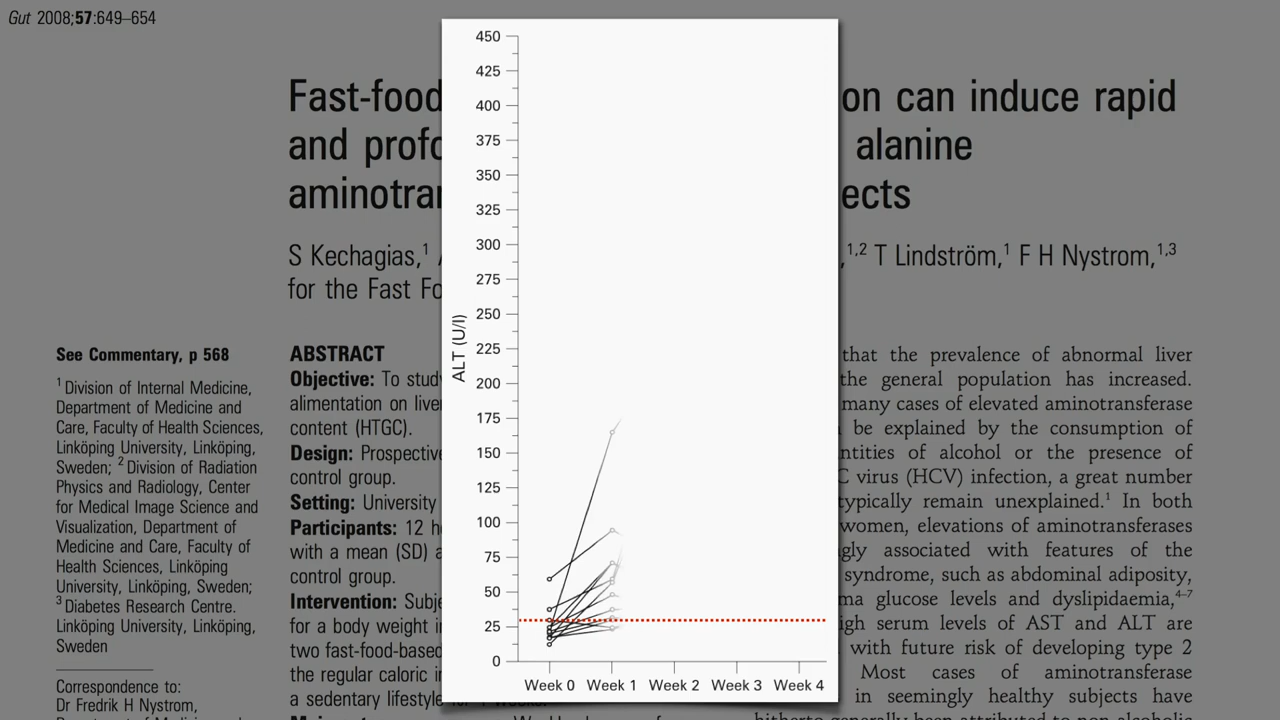 Gut 2008;57:649–654
Fast-food
on can induce rapid
and profo
alanine
aminotran
ects
S Kechagias,1
,1,2 T Lindström,1 F H Nystrom,1,3
for the Fast Fo
See Commentary, p 568
1 Division of Internal Medicine,
Department of Medicine and
Care, Faculty of Health Sciences,
Linköping University, Linköping,
Sweden; 2 Division of Radiation
Physics and Radiology, Center
for Medical Image Science and
Visualization, Department of
Medicine and Care, Faculty of
Health Sciences, Linköping
University, Linköping, Sweden;
3 Diabetes Research Centre.
Linköping University, Linköping,
Sweden
Correspondence to:
Dr Fredrik H Nystrom,
ABSTRACT
Objective: To study
alimentation on liver
content (HTGC).
Design: Prospective
control group.
Setting: University
Participants: 12 he
with a mean (SD) a
control group.
Intervention: Subje
for a body weight in
two fast-food-based
the regular caloric in
a sedentary lifestyle
that the prevalence of abnormal liver
the general population has increased.
many cases of elevated aminotransferase
be explained by the consumption of
ntities of alcohol or the presence of
C virus (HCV) infection, a great number
typically remain unexplained.1 In both
women, elevations of aminotransferases
ngly associated with features of the
syndrome, such as abdominal adiposity,
ma glucose levels and dyslipidaemia,4–7
igh serum levels of AST and ALT are
with future risk of developing type 2
Most cases of aminotransferase
in seemingly healthy subjects have
hitherto generally been attributed to non-alcoholic
ALT (U/l)
450
425
400
375
350
325
300
275
250
225
200
175
150
125
100
75
50
25
0
Week 0 Week 1 Week 2 Week 3 Week 4